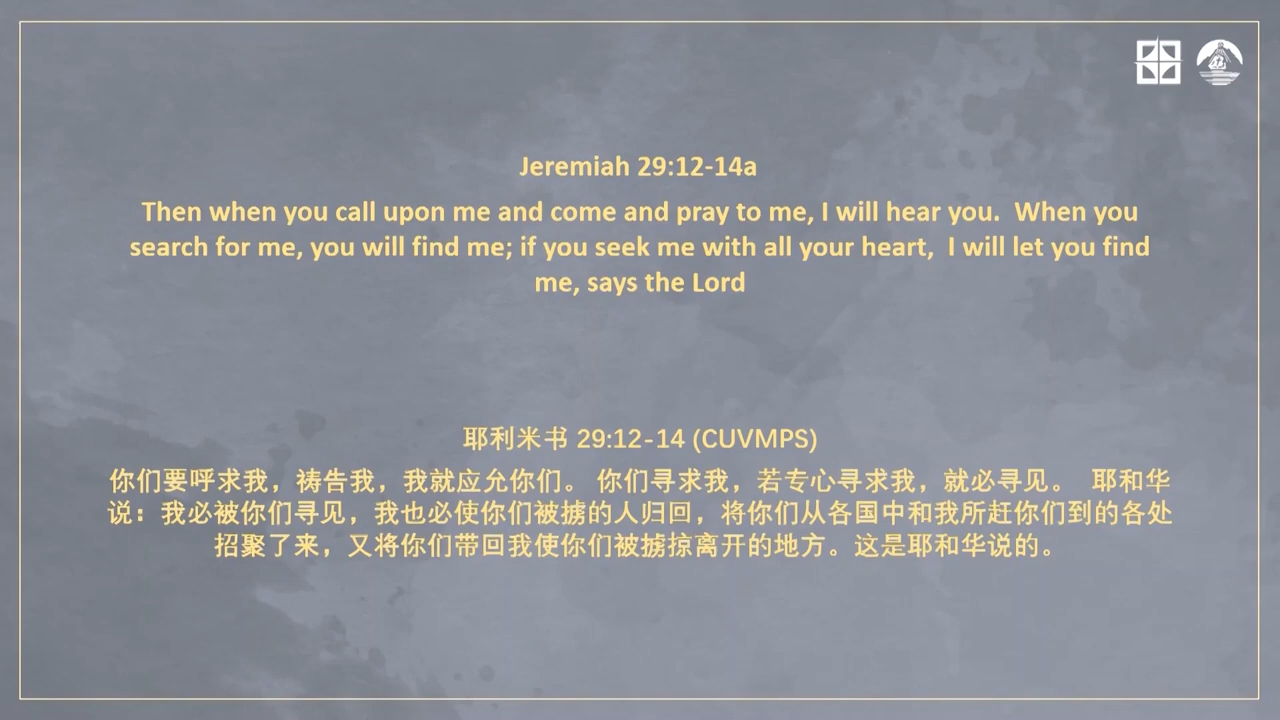 Jeremiah 29:12-14a
Then when you call upon me and come and pray to me, I will hear you.  When you
search for me, you will find me; if you seek me with all your heart,  I will let you find
me, says the Lord
耶利米书 29:12-14 (CUVMPS)
你们要呼求我，祷告我，我就应允你们。 你们寻求我，若专心寻求我，就必寻见。  耶和华
说：我必被你们寻见，我也必使你们被掳的人归回，将你们从各国中和我所赶你们到的各处
招聚了来，又将你们带回我使你们被掳掠离开的地方。这是耶和华说的。